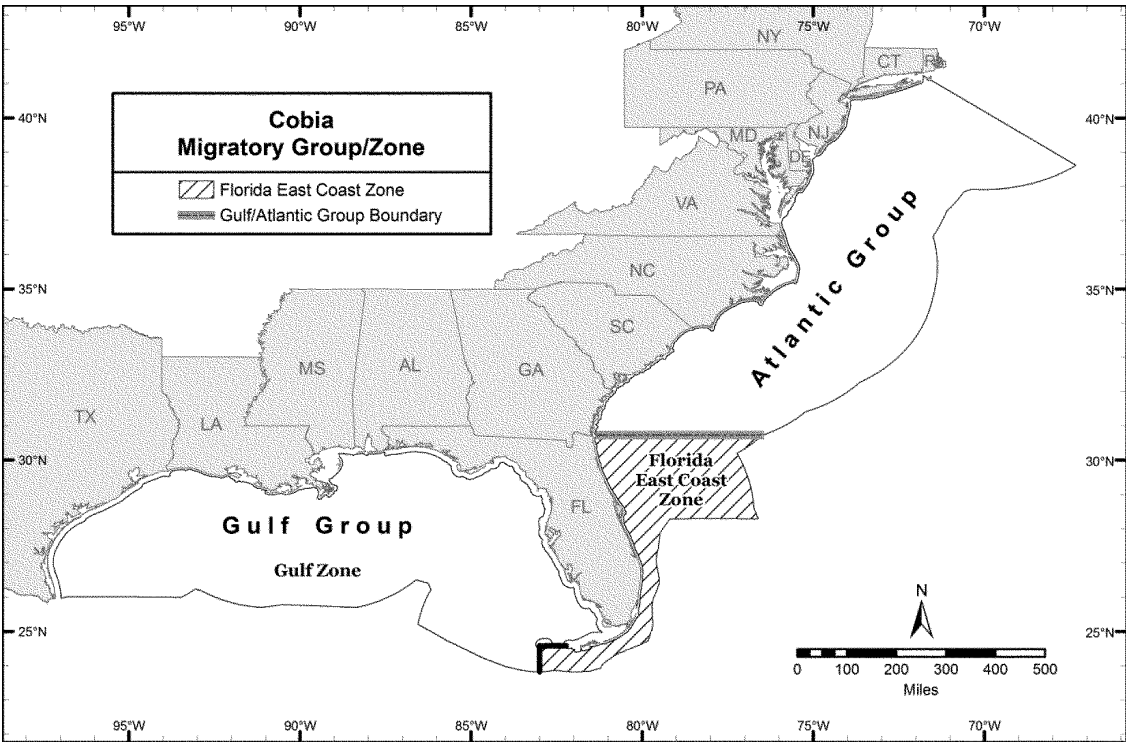 95°W 90°W 85°W 80°W 75°W 70°W
NY
CT RI
PA
40°N 40°N
Cobia
Migratory Group/Zone
Florida East Coast Zone
Gulf/Atlantic Group Boundary
MD NJ
DE
VA
Atlantic Group
NC
35°N 35°N
SC
MS AL GA
TX LA
30°N 30°N
Florida
East Coast
Zone
FL
Gulf Group
Gulf Zone
N
25°N 25°N
0 100 200 300 400 500
Miles
95°W 90°W 85°W 80°W 75°W 70°W